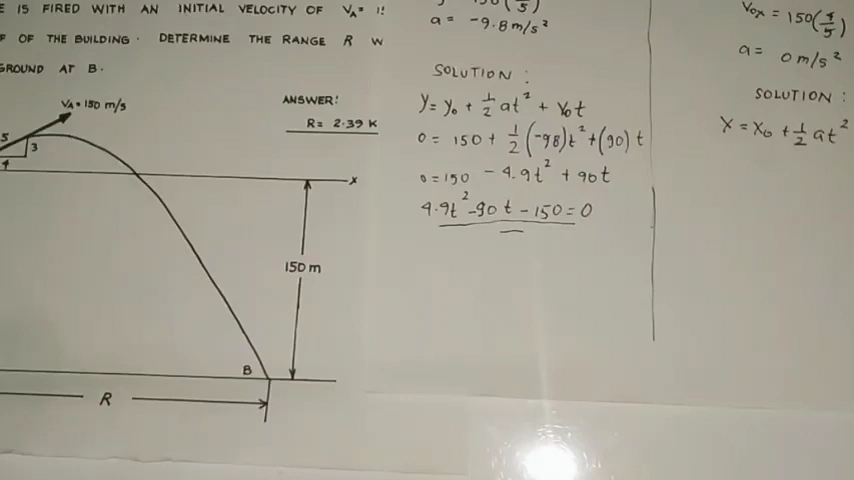 E IS FIRED WITH AN INITIAL VELOCITY OF VA = 15
F OF THE BUILDING. DETERMINE THE RANGE R W
GROUND AT B.
VA = 150 m/s
5
3
4
ANSWER:
R = 2.39 K
x
150 m
B
R
a = -9.8 m/s²
SOLUTION :
y = y₀ + 1/2 at² + V₀t
0 = 150 + 1/2 (-98)t² + (90)t
0 = 150 - 4.9t² + 90t
4.9t² - 90t - 150 = 0
V₀x = 150(4/5)
a = 0 m/s²
SOLUTION :
X = X₀ + 1/2 at²